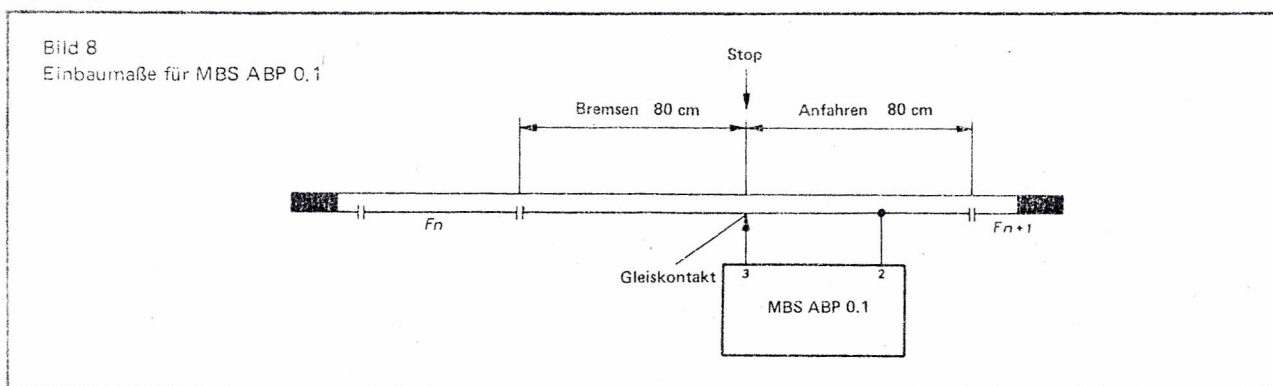 Bild 8
Einbaumaße für MBS ABP 0.1
Stop
Bremsen 80 cm
Anfahren 80 cm
Fn
Fn+1
Gleiskontakt
3
2
MBS ABP 0.1